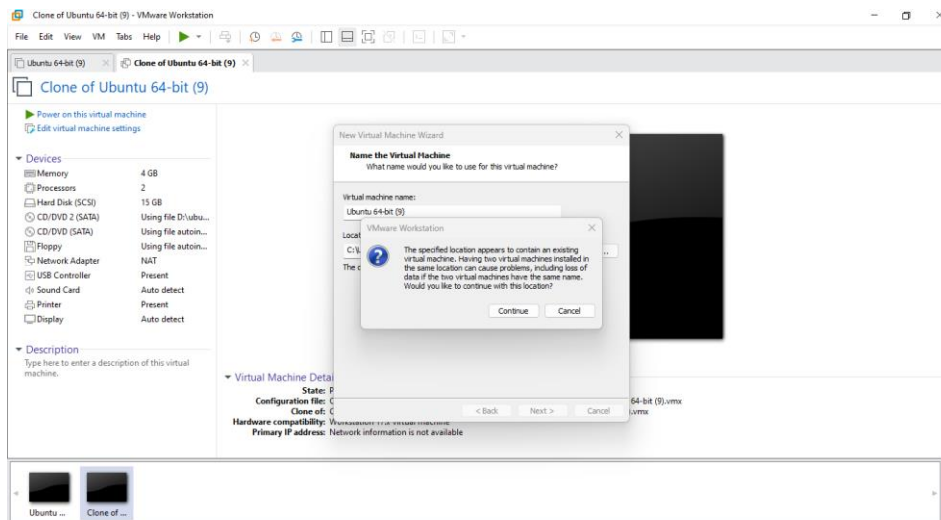 Clone of Ubuntu 64-bit (9) - VMware Workstation
File Edit View VM Tabs Help
Ubuntu 64-bit (9)
Clone of Ubuntu 64-bit (9)
Clone of Ubuntu 64-bit (9)
Power on this virtual machine
Edit virtual machine settings
Devices
Memory 4 GB
Processors 2
Hard Disk (SCSI) 15 GB
CD/DVD 2 (SATA) Using file D:\ubu...
CD/DVD (SATA) Using file autoin...
Floppy Using file autoin...
Network Adapter NAT
USB Controller Present
Sound Card Auto detect
Printer Present
Display Auto detect
Description
Type here to enter a description of this virtual
machine.
New Virtual Machine Wizard
Name the Virtual Machine
What name would you like to use for this virtual machine?
Virtual machine name:
Ubuntu 64-bit (9)
Locat
C:\
The
VMware Workstation
The specified location appears to contain an existing
virtual machine. Having two virtual machines installed in
the same location can cause problems, including loss of
data if the two virtual machines have the same name.
Would you like to continue with this location?
Continue Cancel
< Back Next > Cancel
Virtual Machine Detai
State:
Configuration file: 64-bit (9).vmx
Clone of: .vmx
Hardware compatibility: Workstation 17.x virtual machine
Primary IP address: Network information is not available
Ubuntu ...
Clone of ...